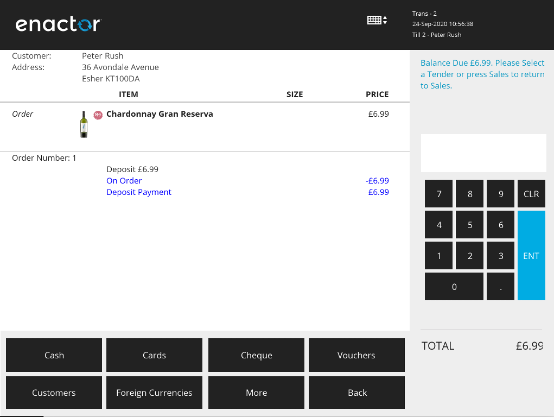 enactor
Trans - 2
24-Sep-2020 10:56:38
Till 2 - Peter Rush
Customer: Peter Rush
Address: 36 Avondale Avenue
Esher KT100DA
ITEM SIZE PRICE
Order Chardonnay Gran Reserva £6.99
Order Number: 1
Deposit £6.99
On Order -£6.99
Deposit Payment £6.99
Balance Due £6.99. Please Select
a Tender or press Sales to return
to Sales.
7 8 9 CLR
4 5 6
1 2 3 ENT
0 .
TOTAL £6.99
Cash Cards Cheque Vouchers
Customers Foreign Currencies More Back